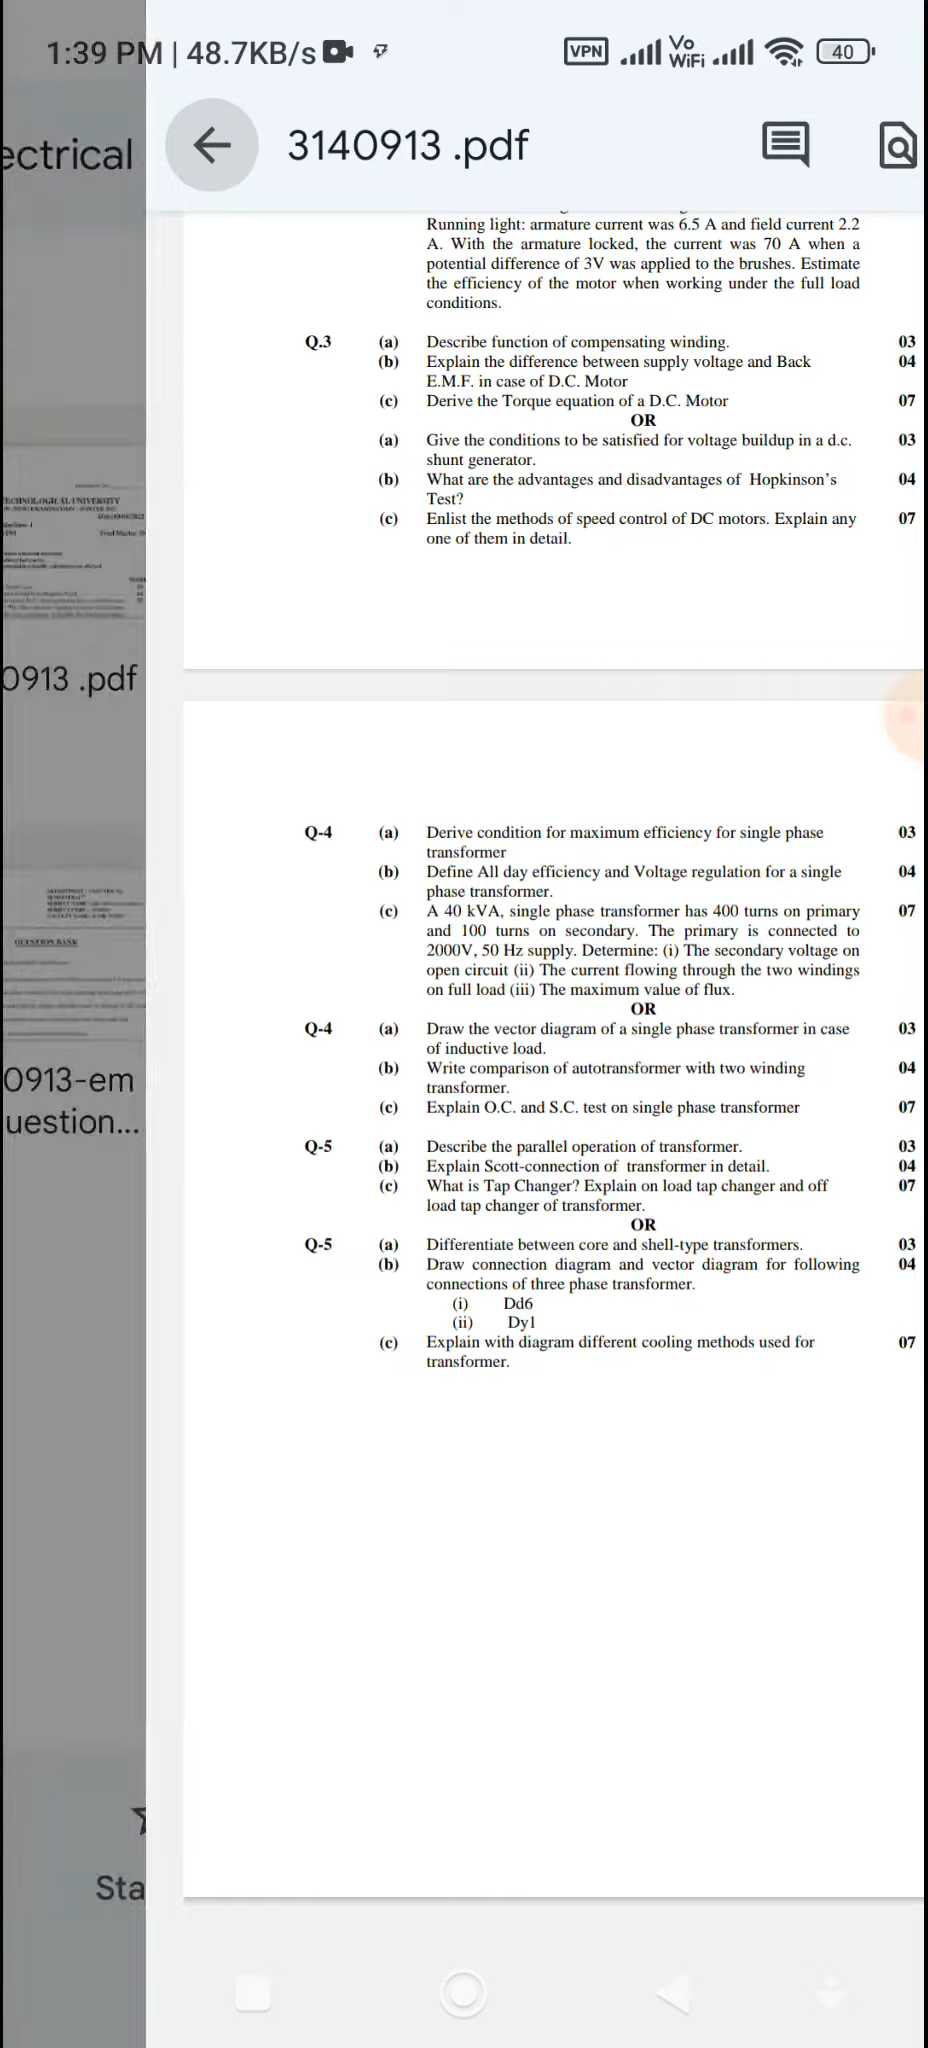 1:39 PM | 48.7KB/s
VPN
Vo
WiFi
40
ectrical
3140913 .pdf
Running light: armature current was 6.5 A and field current 2.2
A. With the armature locked, the current was 70 A when a
potential difference of 3V was applied to the brushes. Estimate
the efficiency of the motor when working under the full load
conditions.
Q.3 (a) Describe function of compensating winding. 03
(b) Explain the difference between supply voltage and Back 04
E.M.F. in case of D.C. Motor
(c) Derive the Torque equation of a D.C. Motor 07
OR
(a) Give the conditions to be satisfied for voltage buildup in a d.c. 03
shunt generator.
(b) What are the advantages and disadvantages of Hopkinson's 04
Test?
(c) Enlist the methods of speed control of DC motors. Explain any 07
one of them in detail.
0913 .pdf
Q-4 (a) Derive condition for maximum efficiency for single phase 03
transformer
(b) Define All day efficiency and Voltage regulation for a single 04
phase transformer.
(c) A 40 kVA, single phase transformer has 400 turns on primary 07
and 100 turns on secondary. The primary is connected to
2000V, 50 Hz supply. Determine: (i) The secondary voltage on
open circuit (ii) The current flowing through the two windings
on full load (iii) The maximum value of flux.
OR
Q-4 (a) Draw the vector diagram of a single phase transformer in case 03
of inductive load.
(b) Write comparison of autotransformer with two winding 04
transformer.
(c) Explain O.C. and S.C. test on single phase transformer 07
QUESTION BANK
0913-em
uestion...
Q-5 (a) Describe the parallel operation of transformer. 03
(b) Explain Scott-connection of transformer in detail. 04
(c) What is Tap Changer? Explain on load tap changer and off 07
load tap changer of transformer.
OR
Q-5 (a) Differentiate between core and shell-type transformers. 03
(b) Draw connection diagram and vector diagram for following 04
connections of three phase transformer.
(i) Dd6
(ii) Dy1
(c) Explain with diagram different cooling methods used for 07
transformer.
Sta